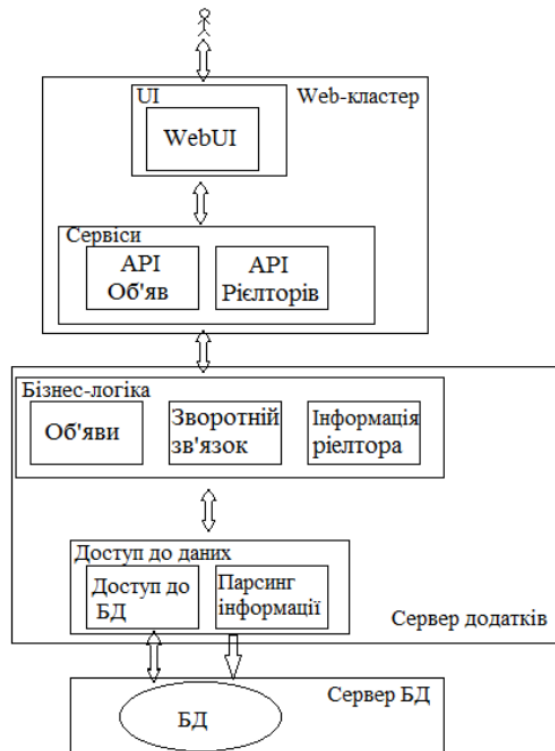 UI
Web-кластер
WebUI
Сервіси
API
Об'яв
API
Рієлторів
Бізнес-логіка
Об'яви
Зворотній
зв'язок
Інформація
ріелтора
Доступ до даних
Доступ до
БД
Парсинг
інформації
Сервер додатків
Сервер БД
БД